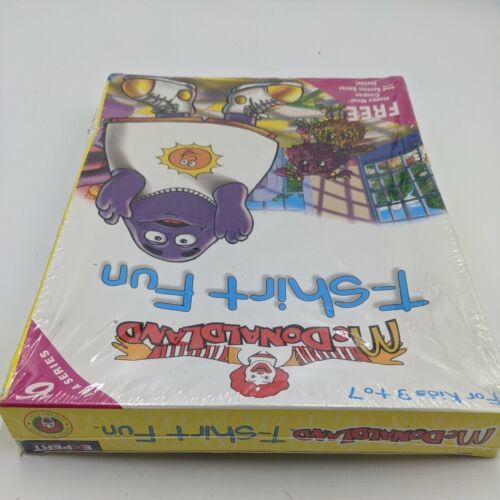 For Kids 3 to 7
McDONALDLAND
T-Shirt Fun
FREE
Happy Meal
Coupon
and Screen Saver
Inside!
6
SERIES
McDONALDLAND T-Shirt Fun
EXPERT